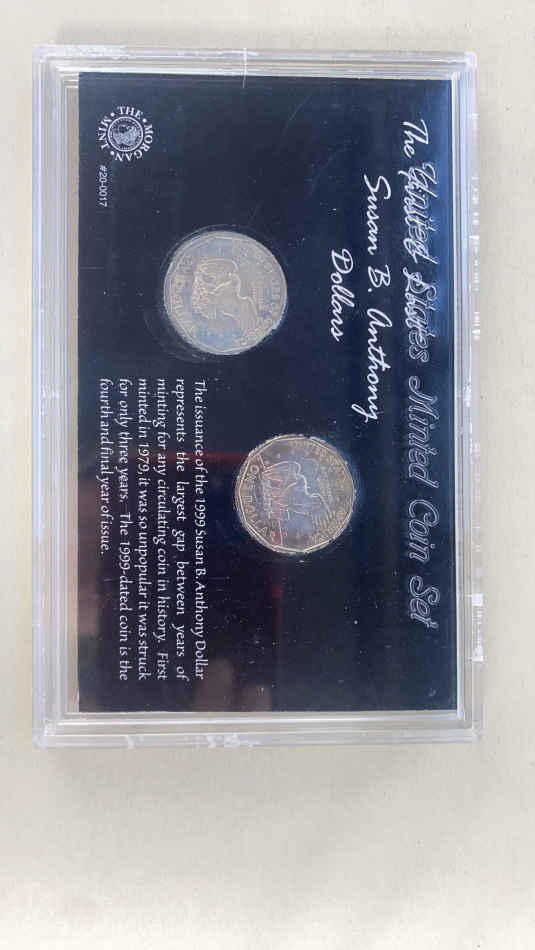 The United States Minted Coin Set
Susan B. Anthony
Dollars
THE MORGAN MINT
#20-0017
ONE DOLLAR
The issuance of the 1999 Susan B. Anthony Dollar
represents the largest gap between years of
minting for any circulating coin in history. First
minted in 1979, it was so unpopular it was struck
for only three years. The 1999-dated coin is the
fourth and final year of issue.